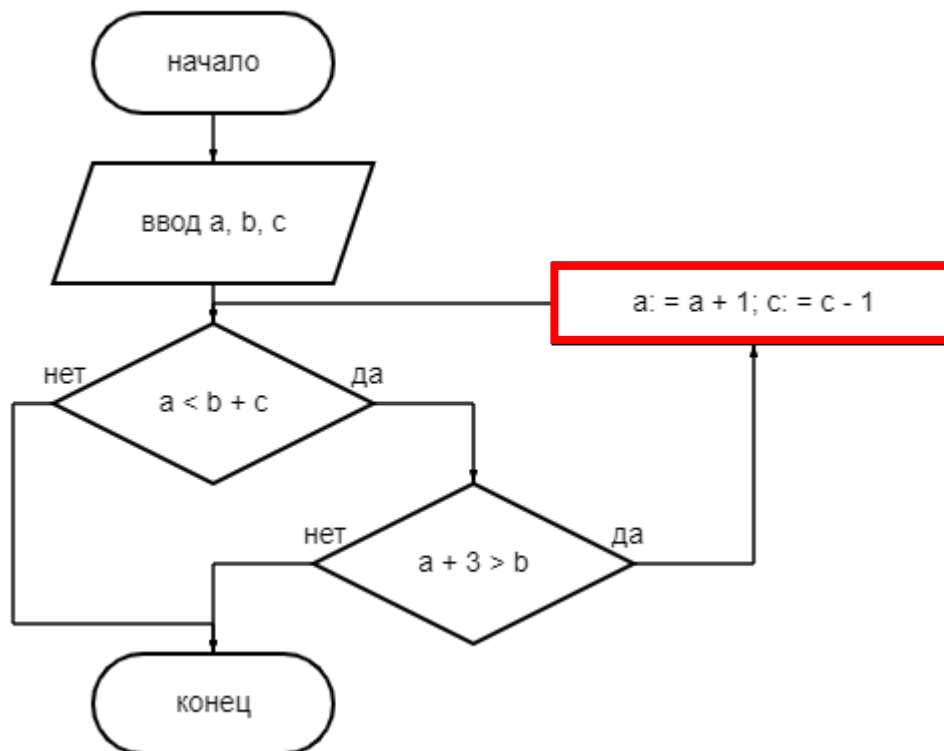 начало
ввод a, b, c
a: = a + 1; c: = c - 1
нет
да
a < b + c
нет
да
a + 3 > b
конец